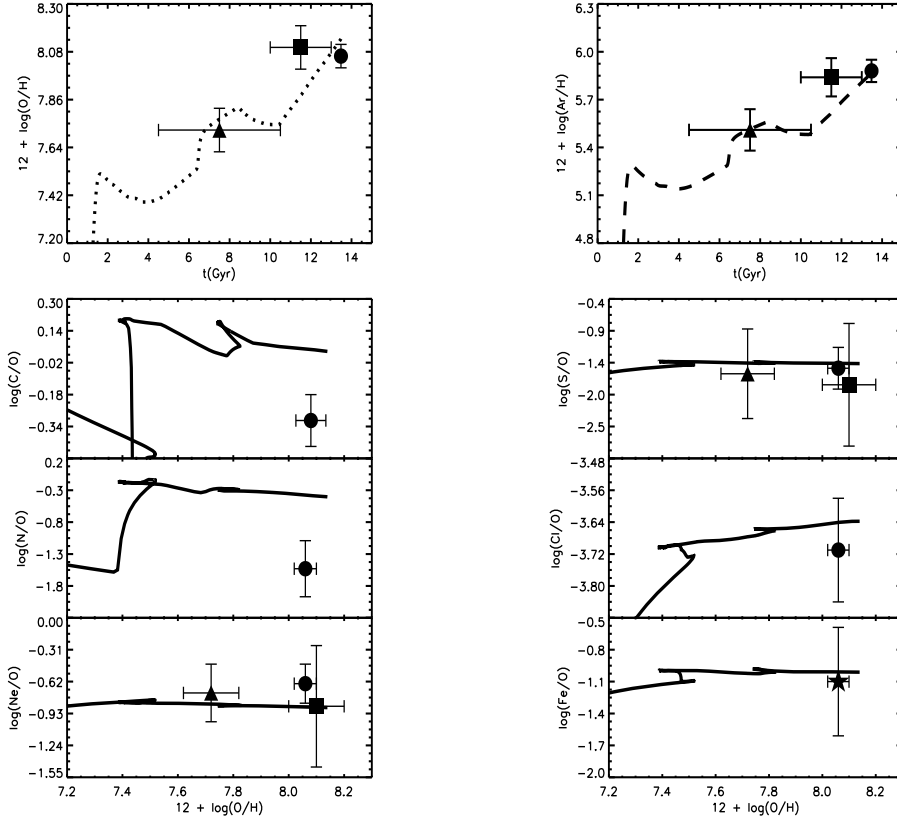 8.30
8.08
7.86
7.64
7.42
7.20
12 + log(O/H)
0 2 4 6 8 10 12 14
t(Gyr)
6.3
6.0
5.7
5.4
5.1
4.8
12 + log(Ar/H)
0 2 4 6 8 10 12 14
t(Gyr)
0.30
0.14
-0.02
-0.18
-0.34
log(C/O)
0.2
-0.3
-0.8
-1.3
-1.8
log(N/O)
0.00
-0.31
-0.62
-0.93
-1.24
-1.55
log(Ne/O)
7.2 7.4 7.6 7.8 8.0 8.2
12 + log(O/H)
-0.4
-0.9
-1.4
-2.0
-2.5
log(S/O)
-3.48
-3.56
-3.64
-3.72
-3.80
log(Cl/O)
-0.5
-0.8
-1.1
-1.4
-1.7
-2.0
log(Fe/O)
7.2 7.4 7.6 7.8 8.0 8.2
12 + log(O/H)